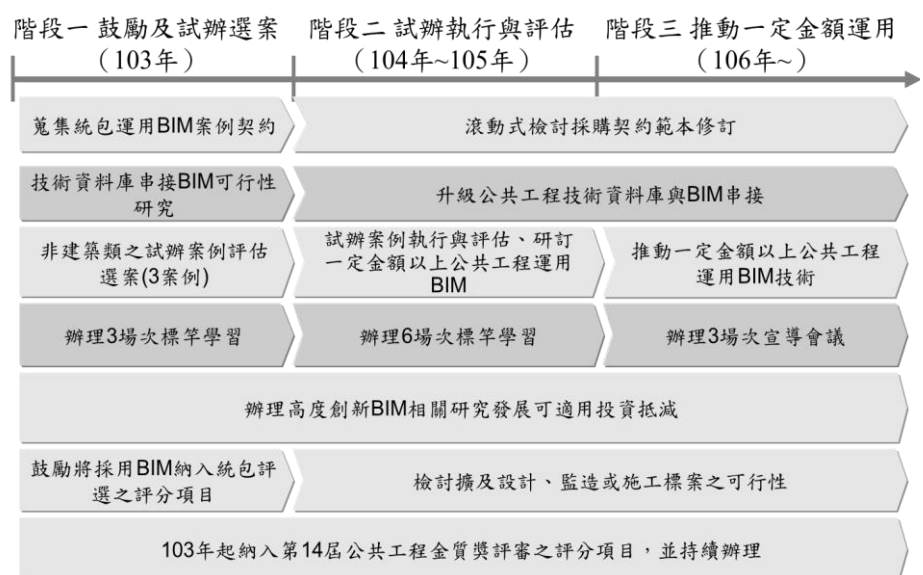 階段一 鼓勵及試辦選案
（103年）
階段二 試辦執行與評估
（104年~105年）
階段三 推動一定金額運用
（106年~）
蒐集統包運用BIM案例契約
滾動式檢討採購契約範本修訂
技術資料庫串接BIM可行性
研究
升級公共工程技術資料庫與BIM串接
非建築類之試辦案例評估
選案(3案例)
試辦案例執行與評估、研訂
一定金額以上公共工程運用
BIM
推動一定金額以上公共工程
運用BIM技術
辦理3場次標竿學習
辦理6場次標竿學習
辦理3場次宣導會議
辦理高度創新BIM相關研究發展可適用投資抵減
鼓勵將採用BIM納入統包評
選之評分項目
檢討擴及設計、監造或施工標案之可行性
103年起納入第14屆公共工程金質獎評審之評分項目，並持續辦理